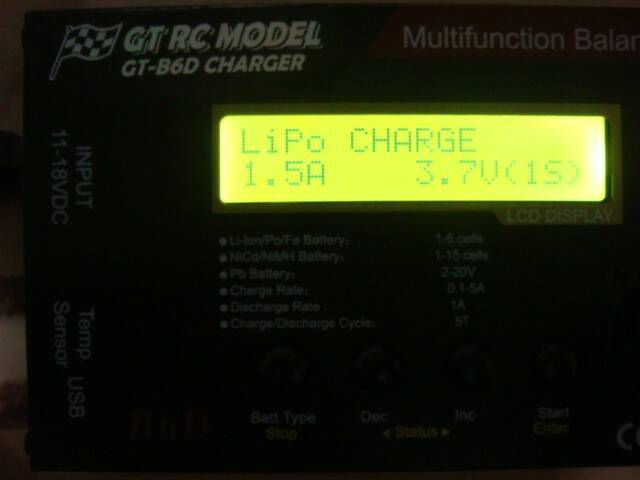 GT RC MODEL
GT-B6D CHARGER
Multifunction Balan
LiPo CHARGE
1.5A 3.7V(1S)
LCD DISPLAY
INPUT
11-18VDC
Temp. USB
Sensor
Li-Ion/Po/Fe Battery: 1-6 cells
NiCd/NiMH Battery: 1-15 cells
Pb Battery: 2-20V
Charge Rate: 0.1-5A
Discharge Rate: 1A
Charge/Discharge Cycle: 5T
B6D
Batt.Type Dec Inc Start
Stop ◄ Status ► Enter